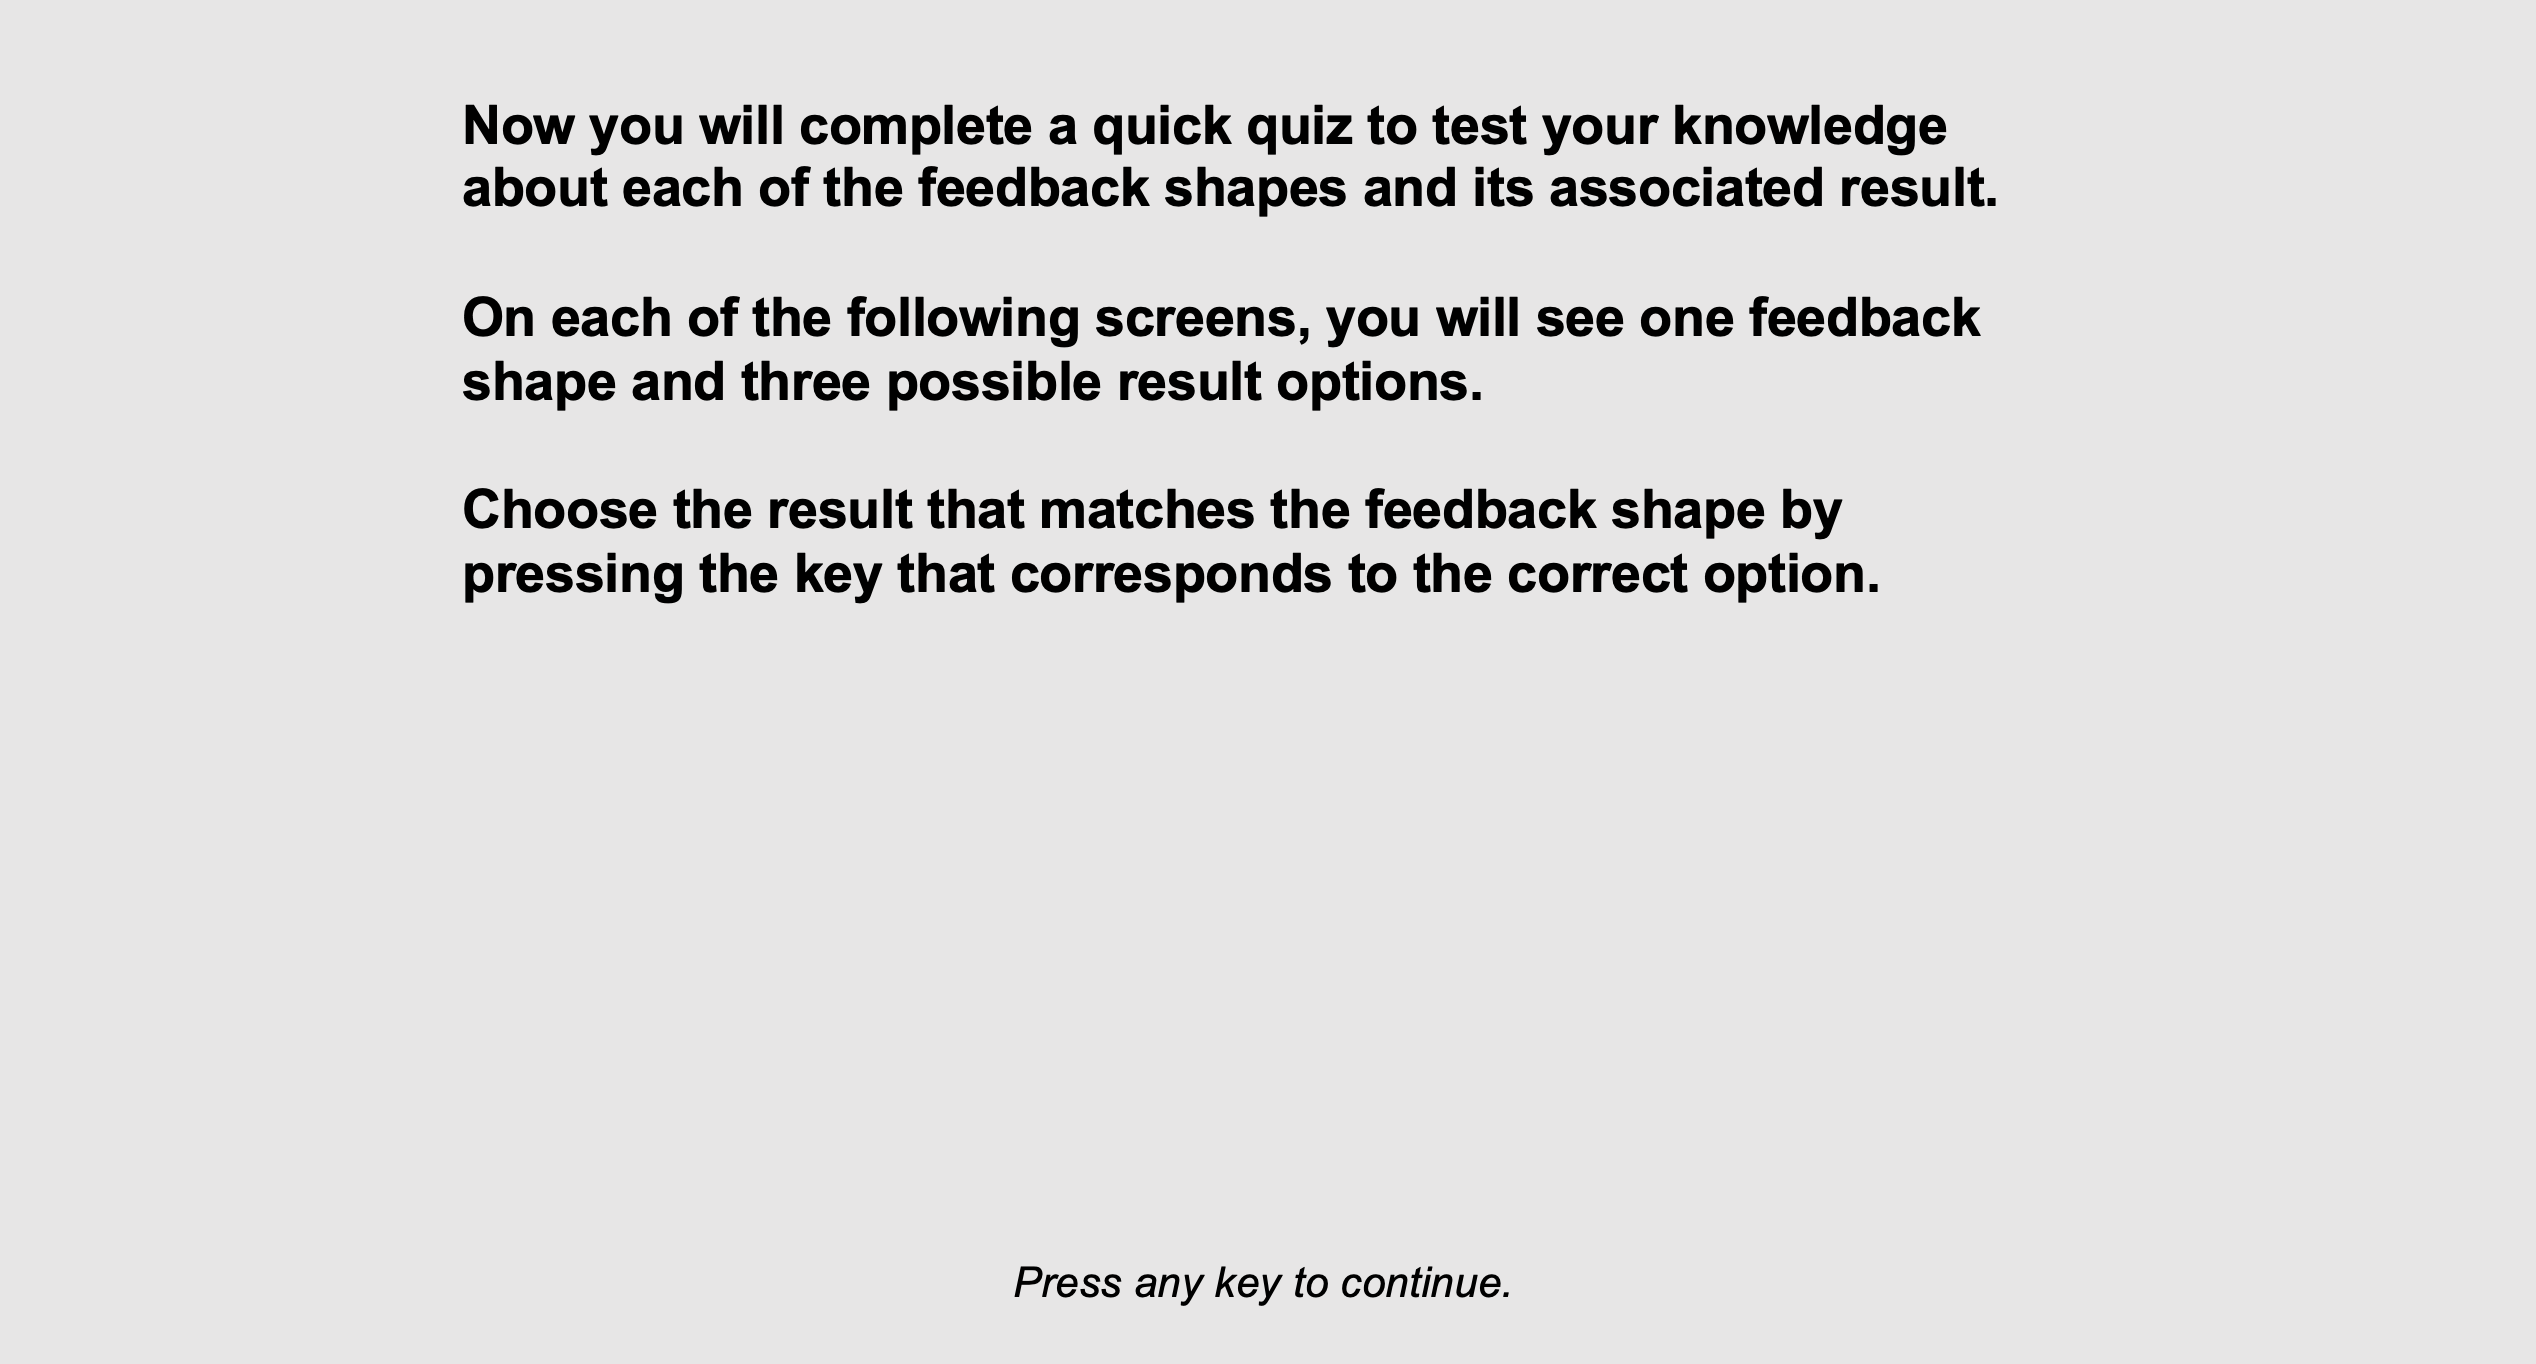 Now you will complete a quick quiz to test your knowledge
about each of the feedback shapes and its associated result.
On each of the following screens, you will see one feedback
shape and three possible result options.
Choose the result that matches the feedback shape by
pressing the key that corresponds to the correct option.
Press any key to continue.